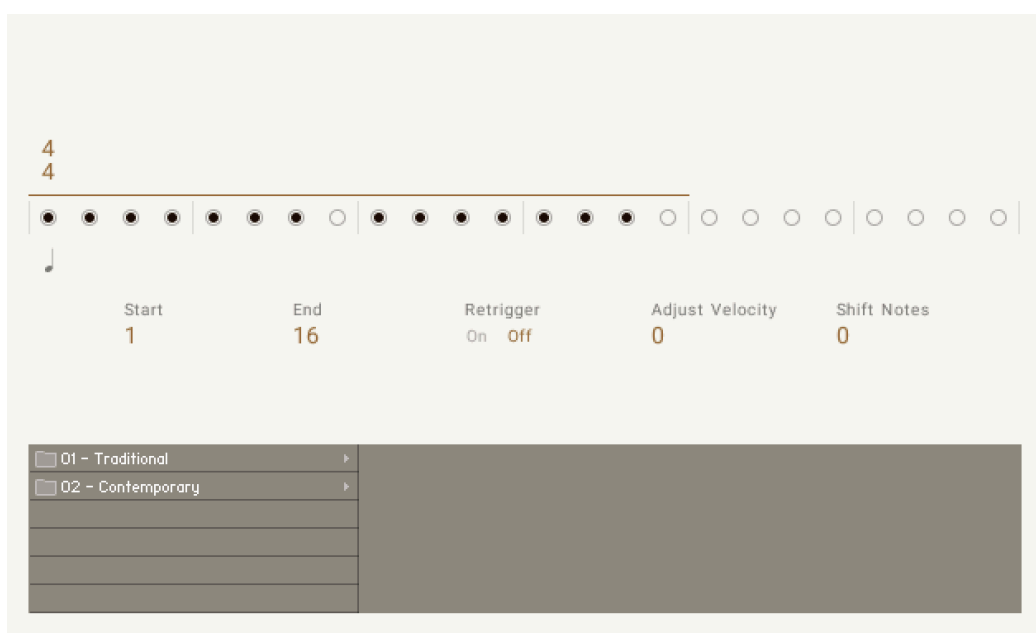 4
4
Start End Retrigger Adjust Velocity Shift Notes
1 16 On Off 0 0
01 - Traditional
02 - Contemporary